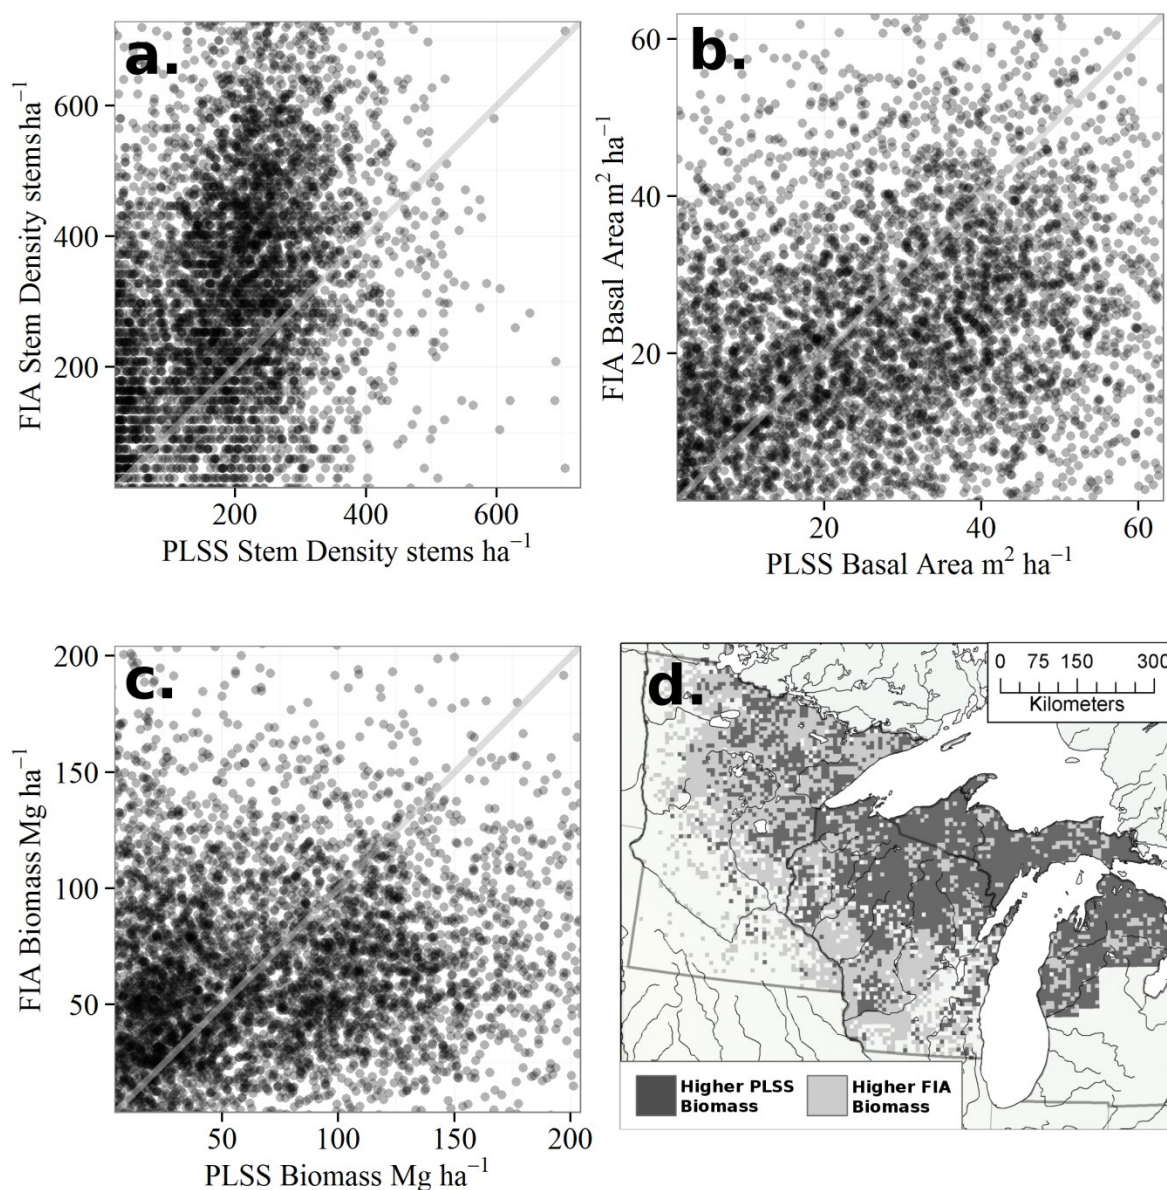 a.
FIA Stem Density stems ha⁻¹
600
400
200
200 400 600
PLSS Stem Density stems ha⁻¹
b.
FIA Basal Area m² ha⁻¹
60
40
20
20 40 60
PLSS Basal Area m² ha⁻¹
c.
FIA Biomass Mg ha⁻¹
200
150
100
50
50 100 150 200
PLSS Biomass Mg ha⁻¹
d.
0 75 150 300
Kilometers
Higher PLSS
Biomass
Higher FIA
Biomass